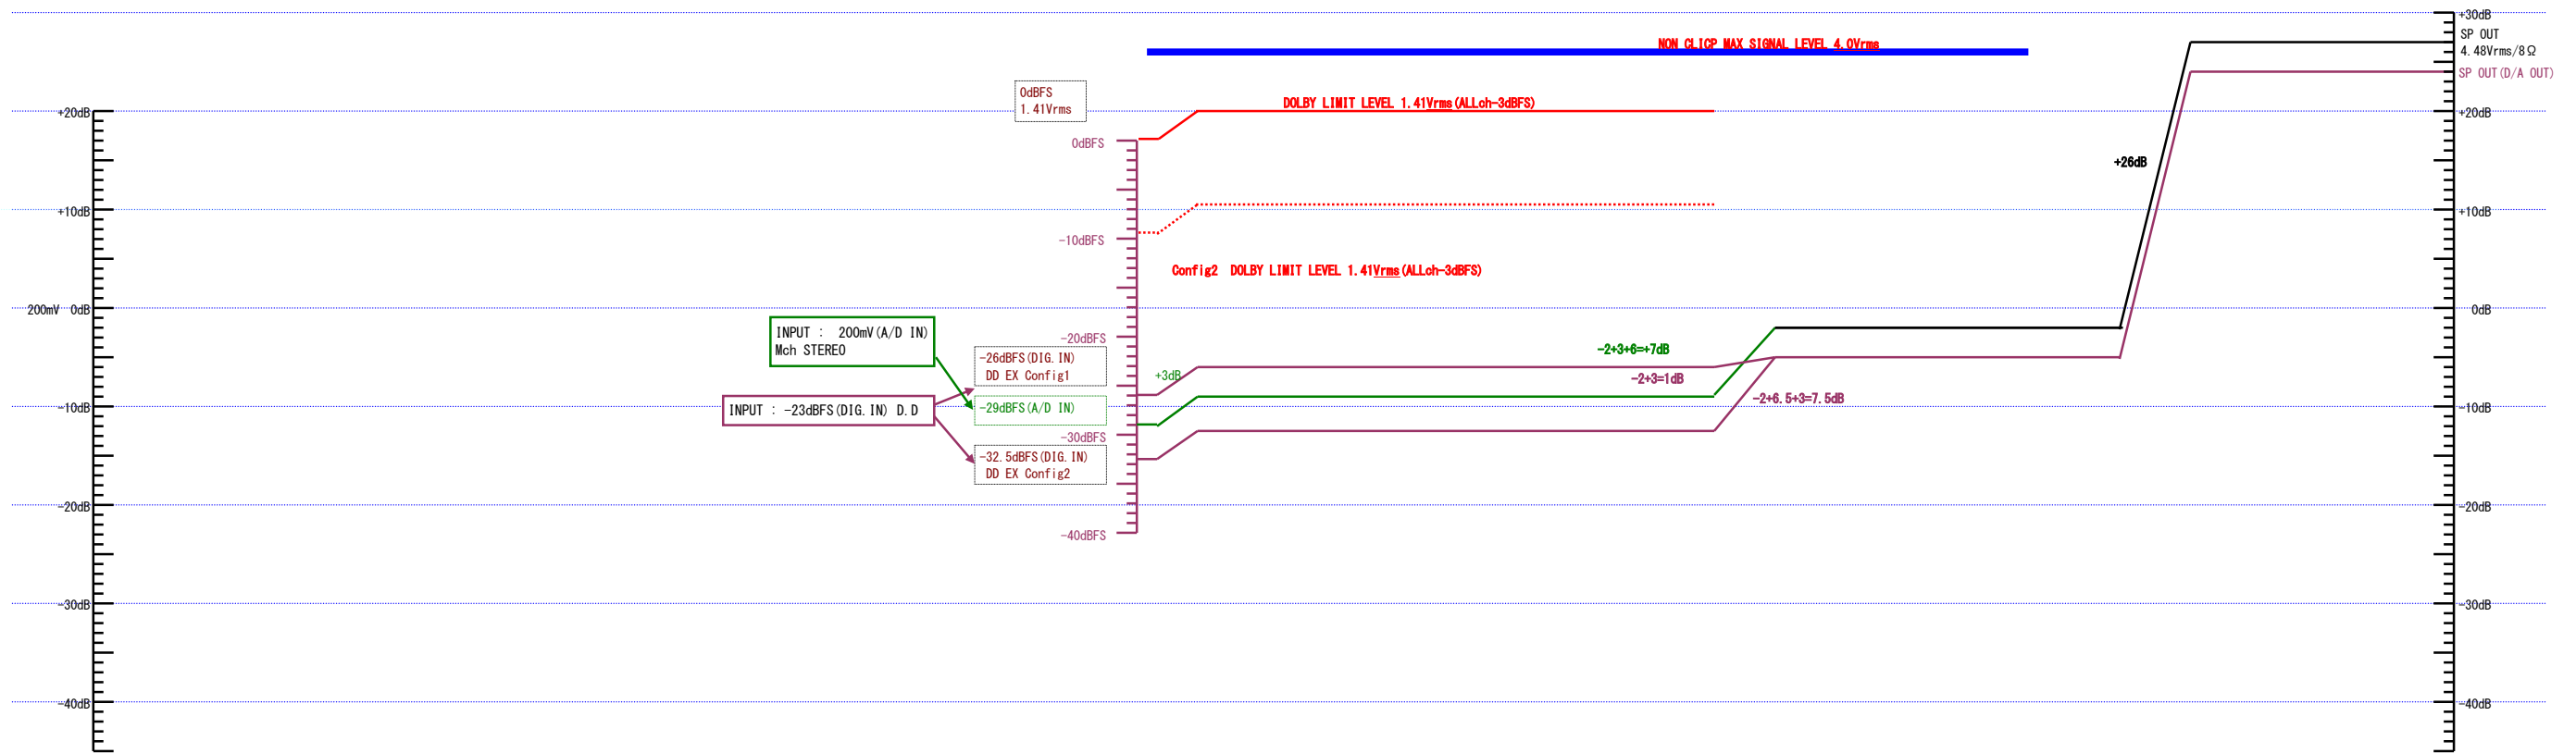 +30dB
SP OUT
4.48Vrms/8Ω
SP OUT(D/A OUT)
NON CLICP MAX SIGNAL LEVEL 4.0Vrms
0dBFS
1.41Vrms
DOLBY LIMIT LEVEL 1.41Vrms(ALLch-3dBFS)
+20dB
+20dB
0dBFS
+26dB
+10dB
+10dB
-10dBFS
Config2 DOLBY LIMIT LEVEL 1.41Vrms(ALLch-3dBFS)
200mV 0dB
0dB
INPUT : 200mV(A/D IN)
Mch STEREO
-20dBFS
-26dBFS(DIG.IN)
DD EX Config1
-2+3+6=+7dB
+3dB
-2+3=1dB
-2+6.5+3=7.5dB
-10dB
INPUT : -23dBFS(DIG.IN) D.D
-29dBFS(A/D IN)
-10dB
-30dBFS
-32.5dBFS(DIG.IN)
DD EX Config2
-20dB
-20dB
-40dBFS
-30dB
-30dB
-40dB
-40dB